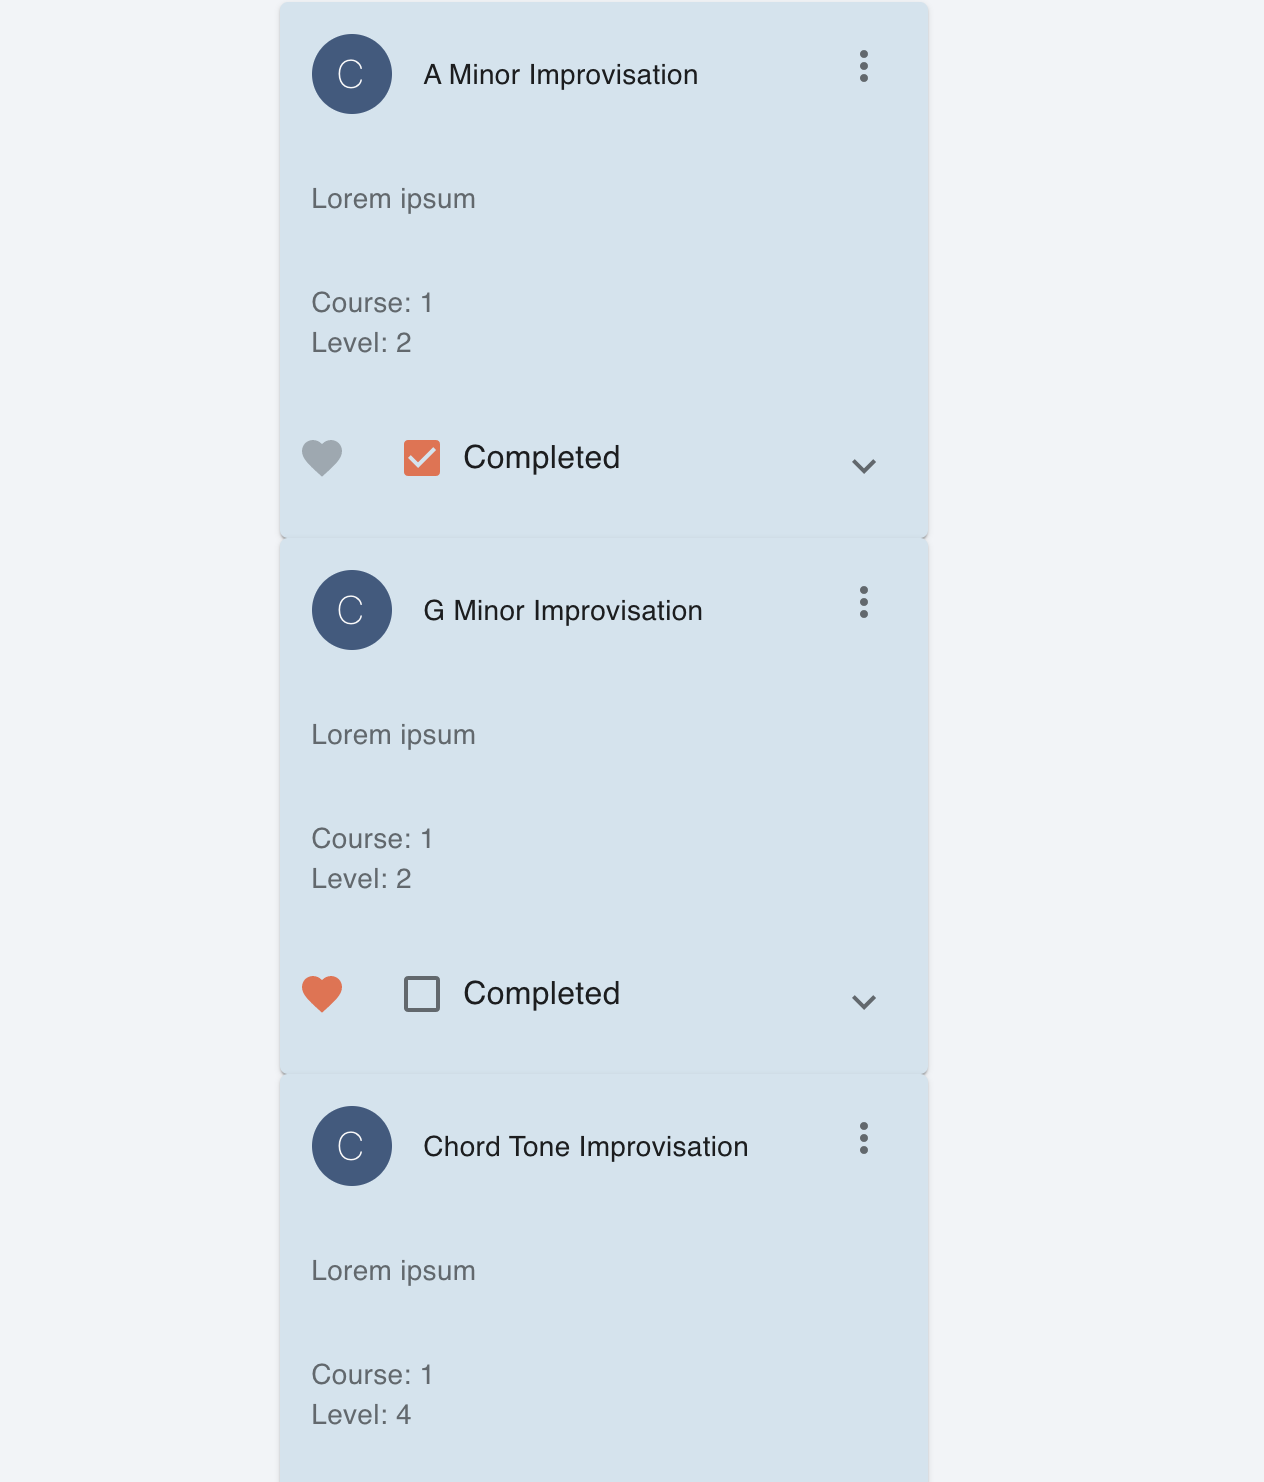 C
A Minor Improvisation
Lorem ipsum
Course: 1
Level: 2
Completed
C
G Minor Improvisation
Lorem ipsum
Course: 1
Level: 2
Completed
C
Chord Tone Improvisation
Lorem ipsum
Course: 1
Level: 4